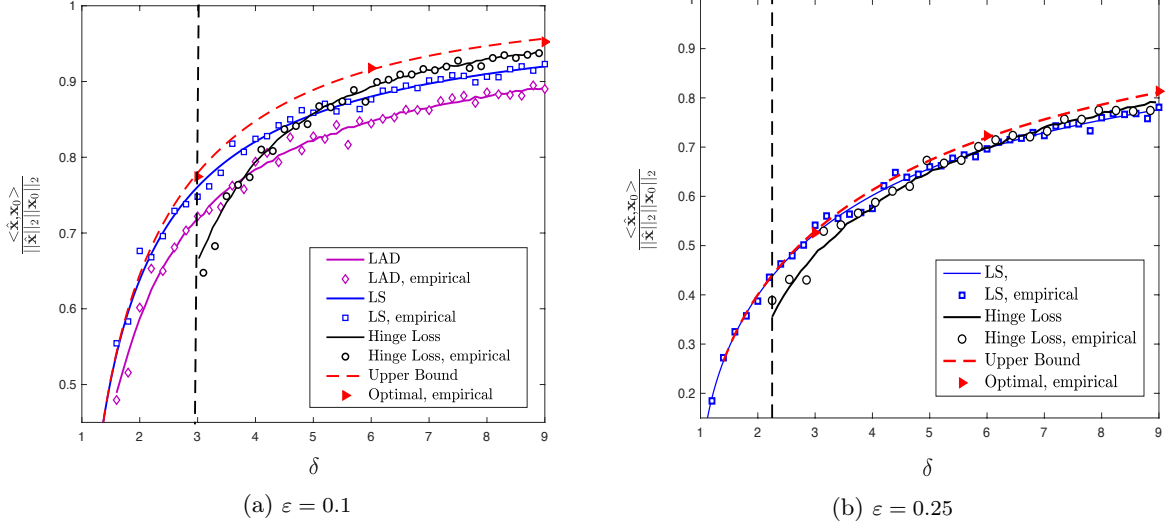 1
0.9
0.8
0.7
0.6
0.5
<x̂,x₀>
||x̂||₂||x₀||₂
LAD
LAD, empirical
LS
LS, empirical
Hinge Loss
Hinge Loss, empirical
Upper Bound
Optimal, empirical
1 2 3 4 5 6 7 8 9
δ
(a) ε = 0.1
0.9
0.8
0.7
0.6
0.5
0.4
0.3
0.2
<x̂,x₀>
||x̂||₂||x₀||₂
LS,
LS, empirical
Hinge Loss
Hinge Loss, empirical
Upper Bound
Optimal, empirical
1 2 3 4 5 6 7 8 9
δ
(b) ε = 0.25